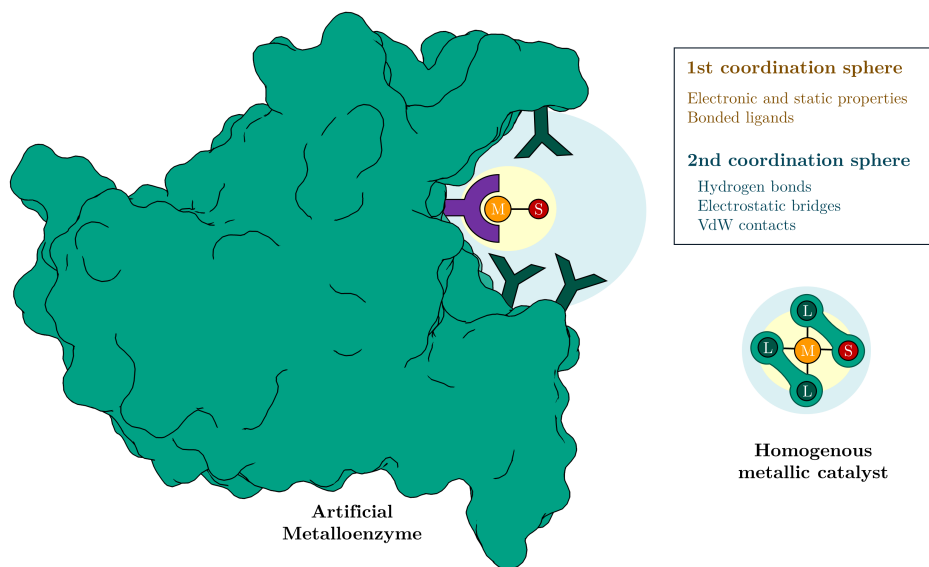 1st coordination sphere
Electronic and static properties
Bonded ligands
2nd coordination sphere
Hydrogen bonds
Electrostatic bridges
VdW contacts
M S
L
L M S
L
Homogenous
metallic catalyst
Artificial
Metalloenzyme